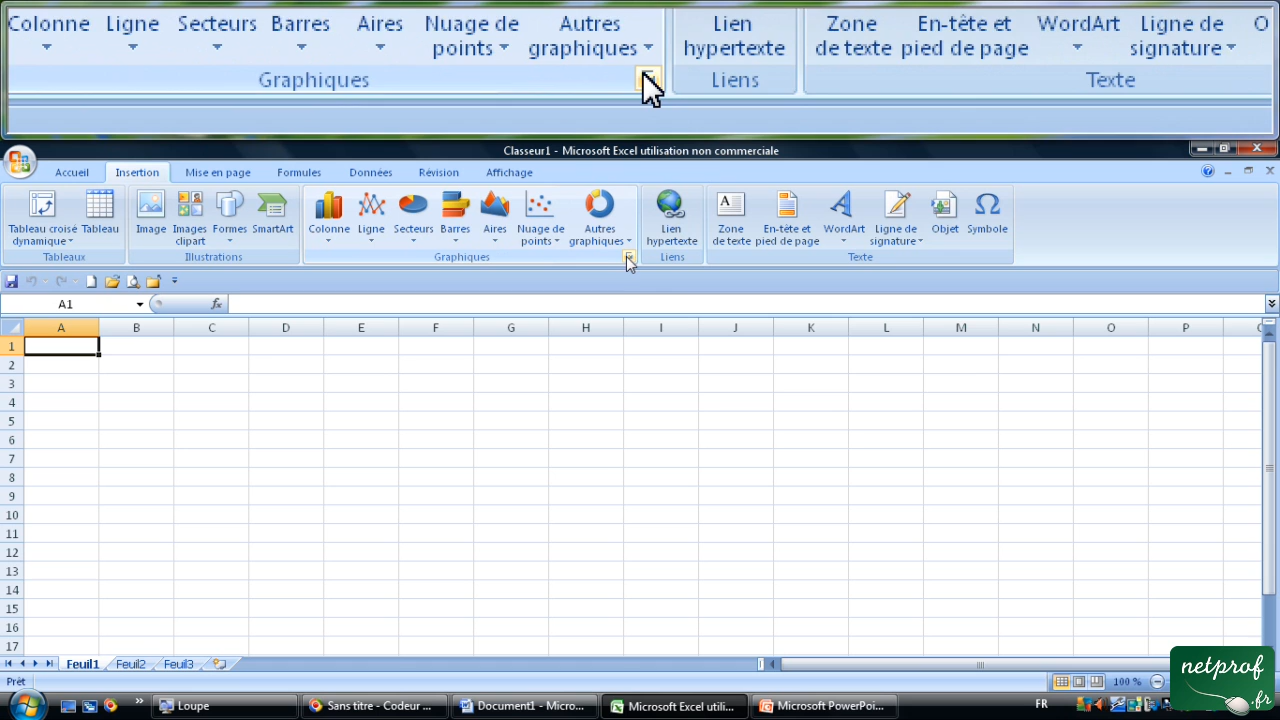 Colonne Ligne Secteurs Barres Aires Nuage de points Autres graphiques Lien hypertexte Zone de texte En-tête et pied de page WordArt Ligne de signature O
Graphiques Liens Texte
Classeur1 - Microsoft Excel utilisation non commerciale
Accueil Insertion Mise en page Formules Données Révision Affichage
Tableau croisé dynamique Tableau Image Images clipart Formes SmartArt Colonne Ligne Secteurs Barres Aires Nuage de points Autres graphiques Lien hypertexte Zone de texte En-tête et pied de page WordArt Ligne de signature Objet Symbole
Tableaux Illustrations Graphiques Liens Texte
A1 fx
A B C D E F G H I J K L M N O P
1
2
3
4
5
6
7
8
9
10
11
12
13
14
15
16
17
Feuil1 Feuil2 Feuil3
Prêt 100 %
netprof
.fr
Loupe Sans titre - Codeur ... Document1 - Micro... Microsoft Excel utili... Microsoft PowerPoi... FR